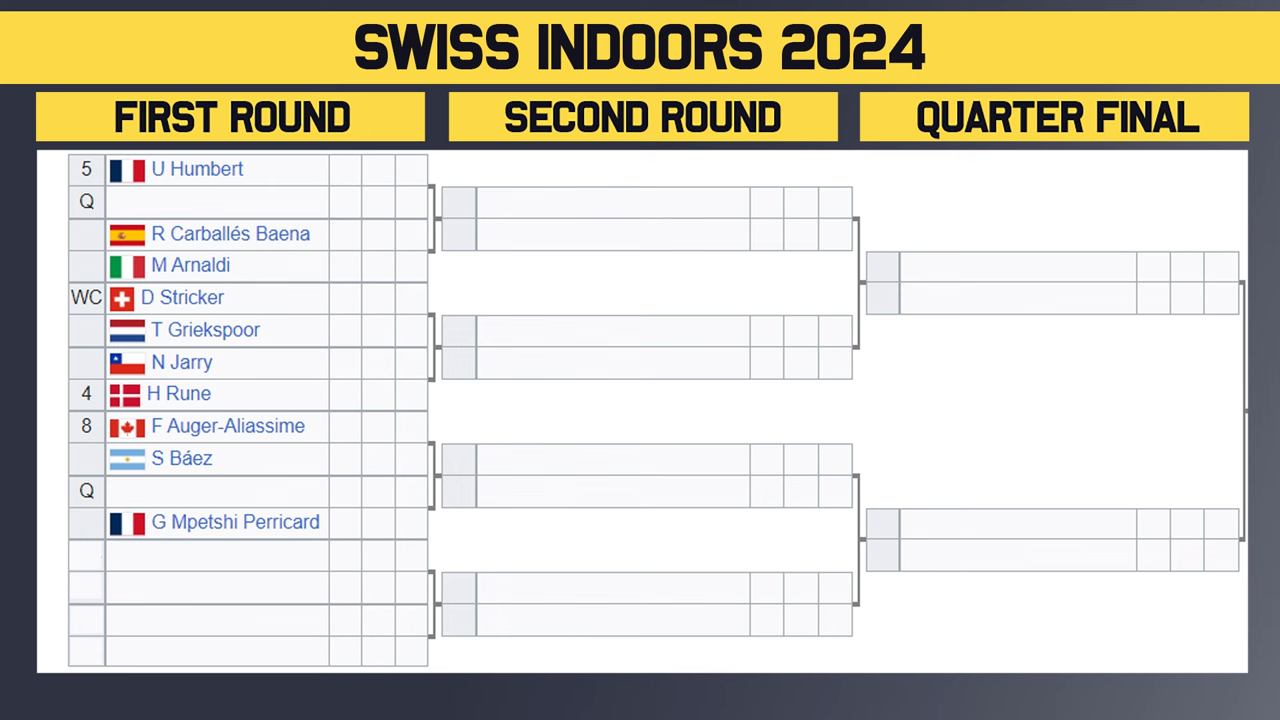 SWISS INDOORS 2024
FIRST ROUND
SECOND ROUND
QUARTER FINAL
5 U Humbert
Q
R Carballés Baena
M Arnaldi
WC D Stricker
T Griekspoor
N Jarry
4 H Rune
8 F Auger-Aliassime
S Báez
Q
G Mpetshi Perricard